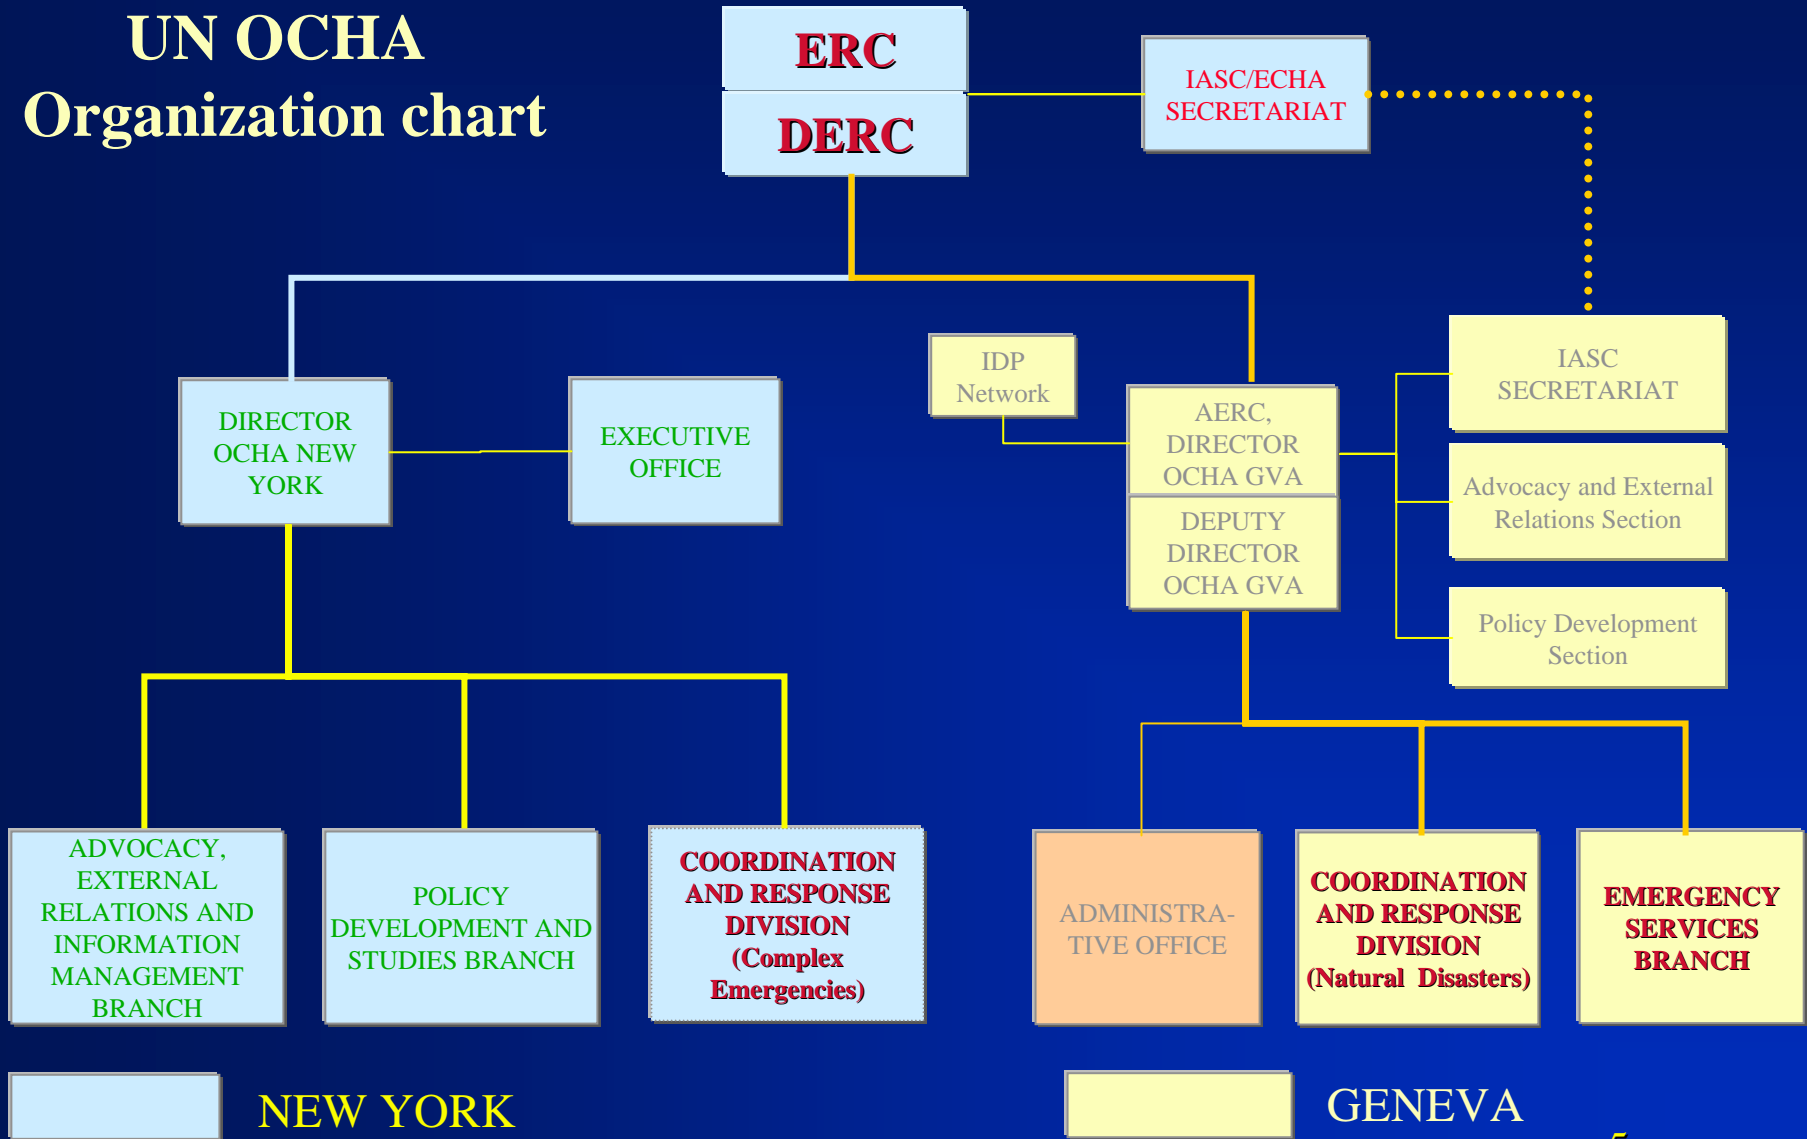 UN OCHA
Organization chart
ERC
DERC
IASC/ECHA
SECRETARIAT
DIRECTOR
OCHA NEW
YORK
EXECUTIVE
OFFICE
IDP
Network
AERC,
DIRECTOR
OCHA GVA
DEPUTY
DIRECTOR
OCHA GVA
IASC
SECRETARIAT
Advocacy and External
Relations Section
Policy Development
Section
ADVOCACY,
EXTERNAL
RELATIONS AND
INFORMATION
MANAGEMENT
BRANCH
POLICY
DEVELOPMENT AND
STUDIES BRANCH
COORDINATION
AND RESPONSE
DIVISION
(Complex
Emergencies)
ADMINISTRA-
TIVE OFFICE
COORDINATION
AND RESPONSE
DIVISION
(Natural Disasters)
EMERGENCY
SERVICES
BRANCH
NEW YORK
GENEVA